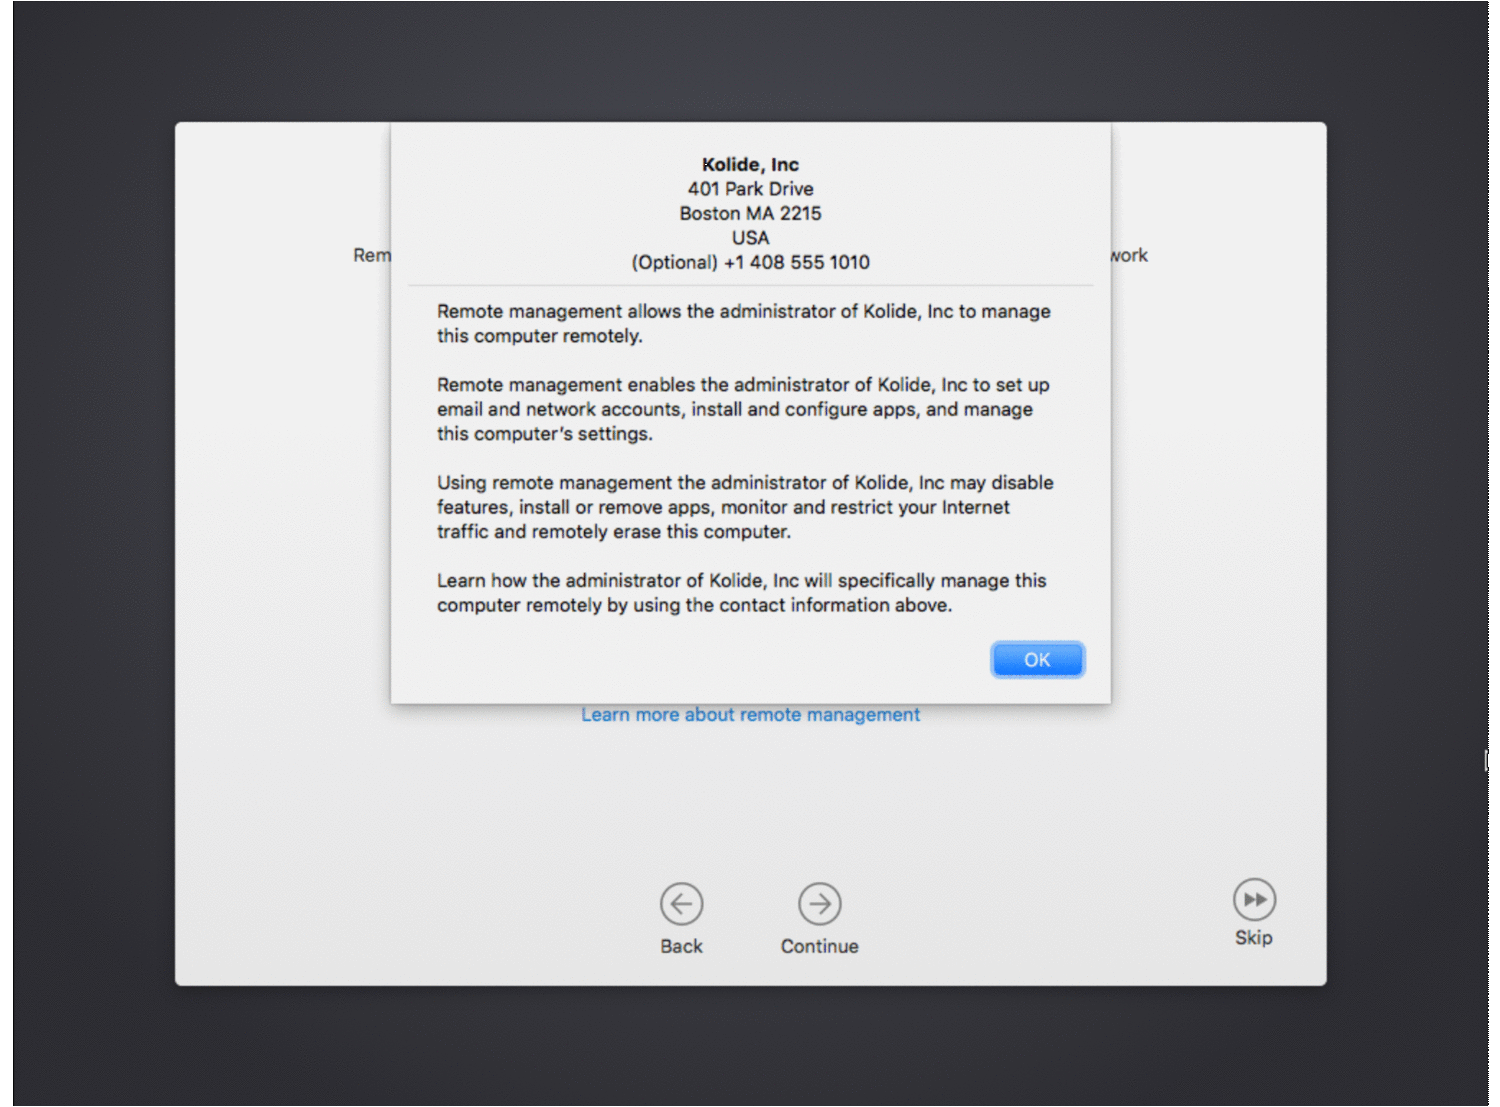 Kolide, Inc
401 Park Drive
Boston MA 2215
USA
(Optional) +1 408 555 1010
Rem
work
Remote management allows the administrator of Kolide, Inc to manage
this computer remotely.
Remote management enables the administrator of Kolide, Inc to set up
email and network accounts, install and configure apps, and manage
this computer's settings.
Using remote management the administrator of Kolide, Inc may disable
features, install or remove apps, monitor and restrict your Internet
traffic and remotely erase this computer.
Learn how the administrator of Kolide, Inc will specifically manage this
computer remotely by using the contact information above.
OK
Learn more about remote management
Back
Continue
Skip